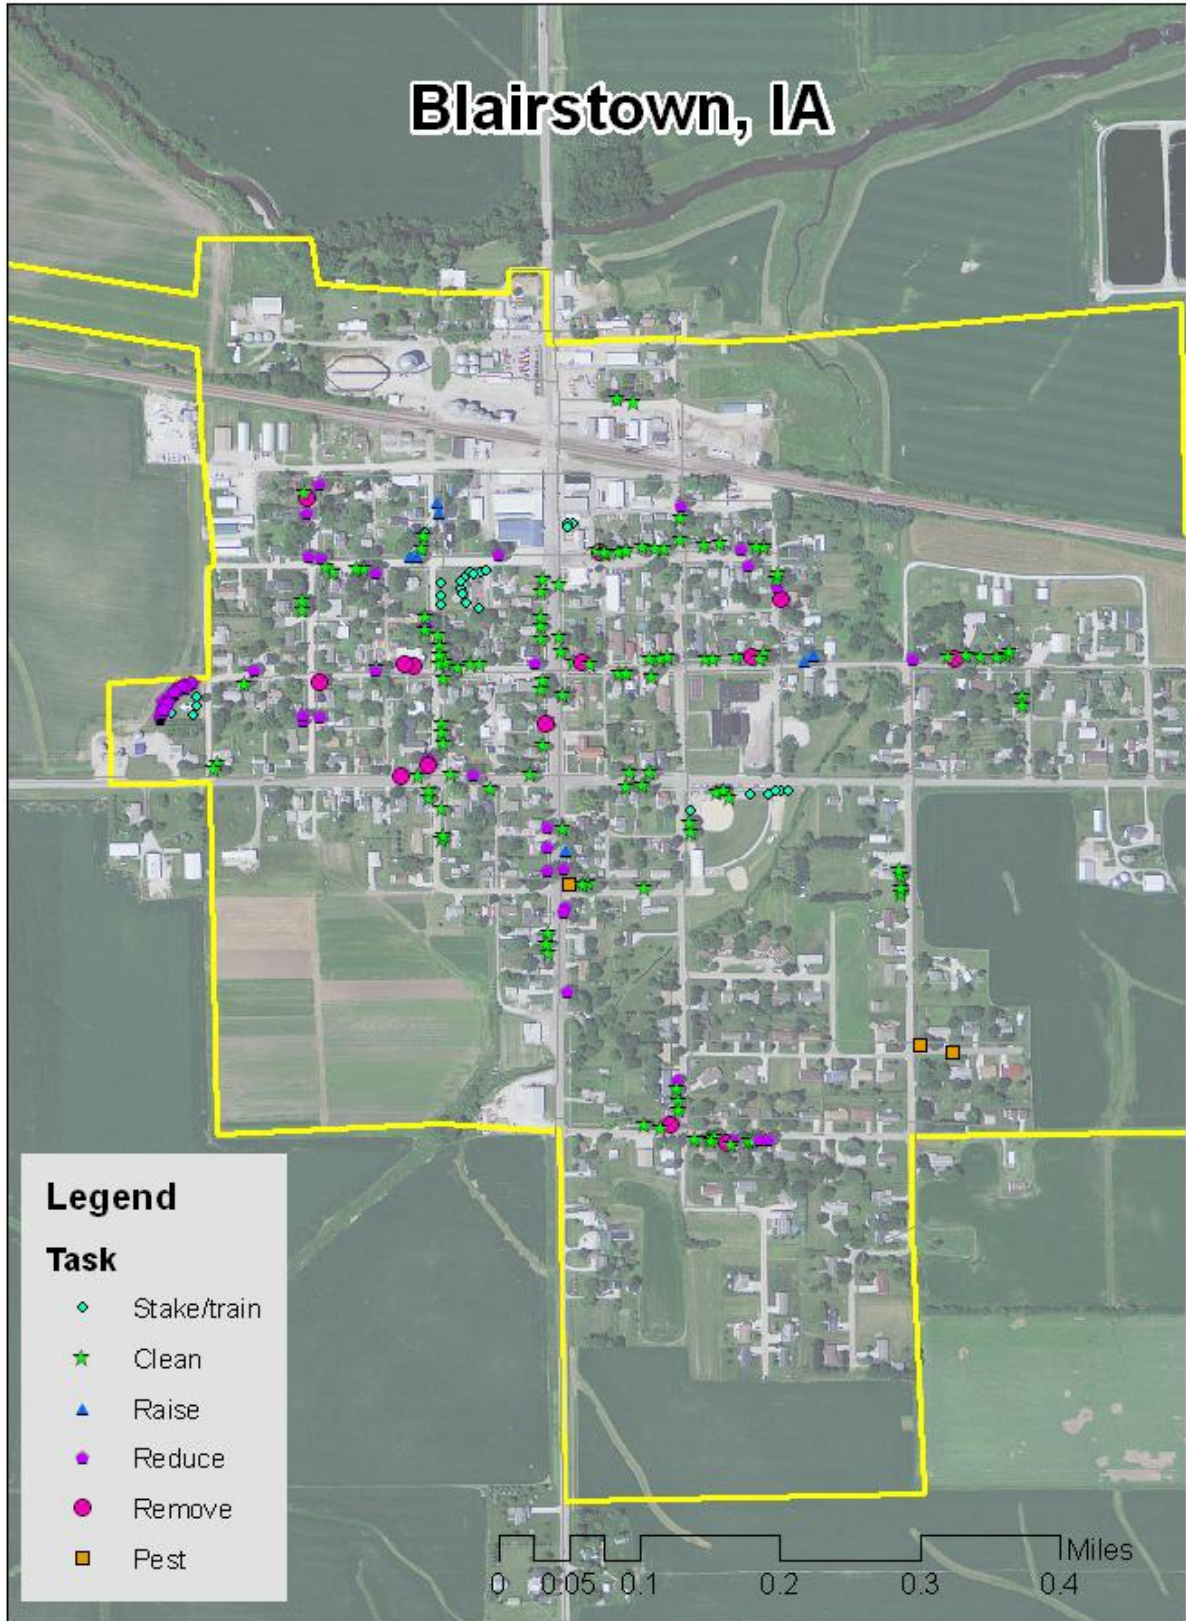 Blairstown, IA
Legend
Task
Stake/train
Clean
Raise
Reduce
Remove
Pest
Miles
0 0.05 0.1 0.2 0.3 0.4